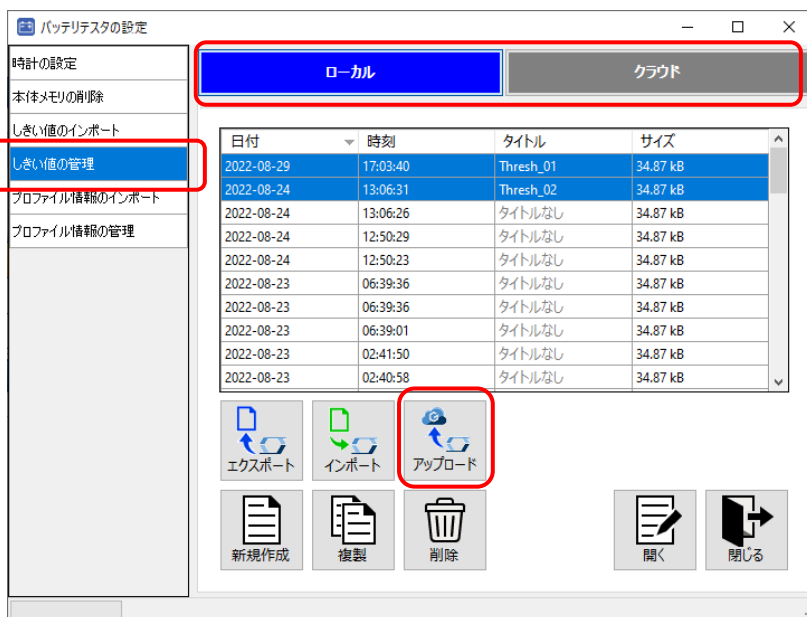 バッテリテスタの設定
時計の設定
本体メモリの削除
しきい値のインポート
しきい値の管理
プロファイル情報のインポート
プロファイル情報の管理
ローカル クラウド
日付 時刻 タイトル サイズ
2022-08-29 17:03:40 Thresh_01 34.87 kB
2022-08-24 13:06:31 Thresh_02 34.87 kB
2022-08-24 13:06:26 タイトルなし 34.87 kB
2022-08-24 12:50:29 タイトルなし 34.87 kB
2022-08-24 12:50:23 タイトルなし 34.87 kB
2022-08-23 06:39:36 タイトルなし 34.87 kB
2022-08-23 06:39:36 タイトルなし 34.87 kB
2022-08-23 06:39:01 タイトルなし 34.87 kB
2022-08-23 02:41:50 タイトルなし 34.87 kB
2022-08-23 02:40:58 タイトルなし 34.87 kB
エクスポート インポート アップロード
新規作成 複製 削除 開く 閉じる